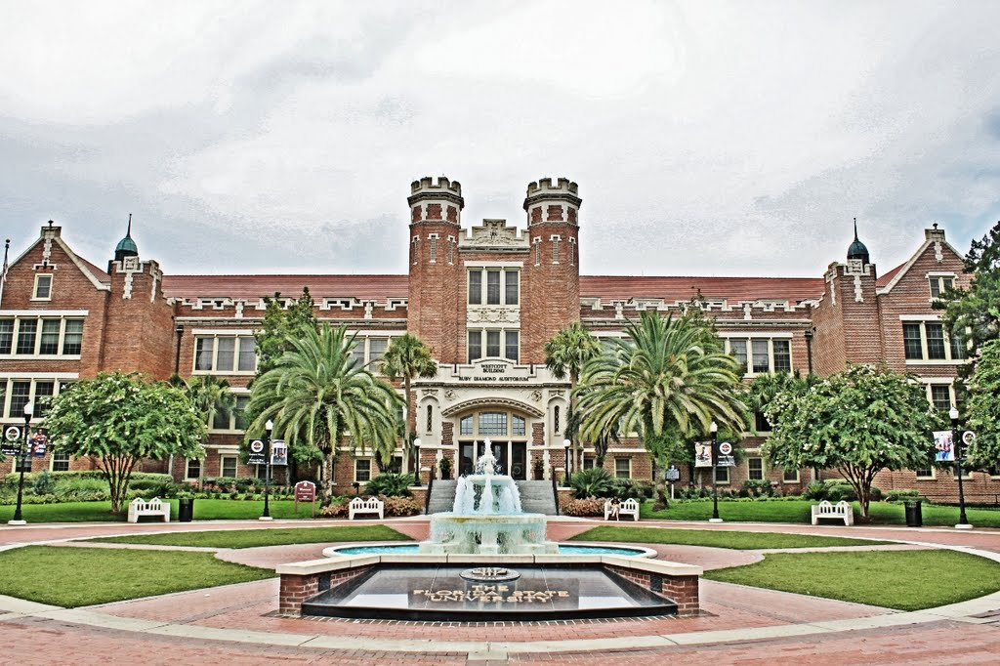 WESTCOTT
BUILDING
RUBY DIAMOND AUDITORIUM
THE
FLORIDA STATE
UNIVERSITY